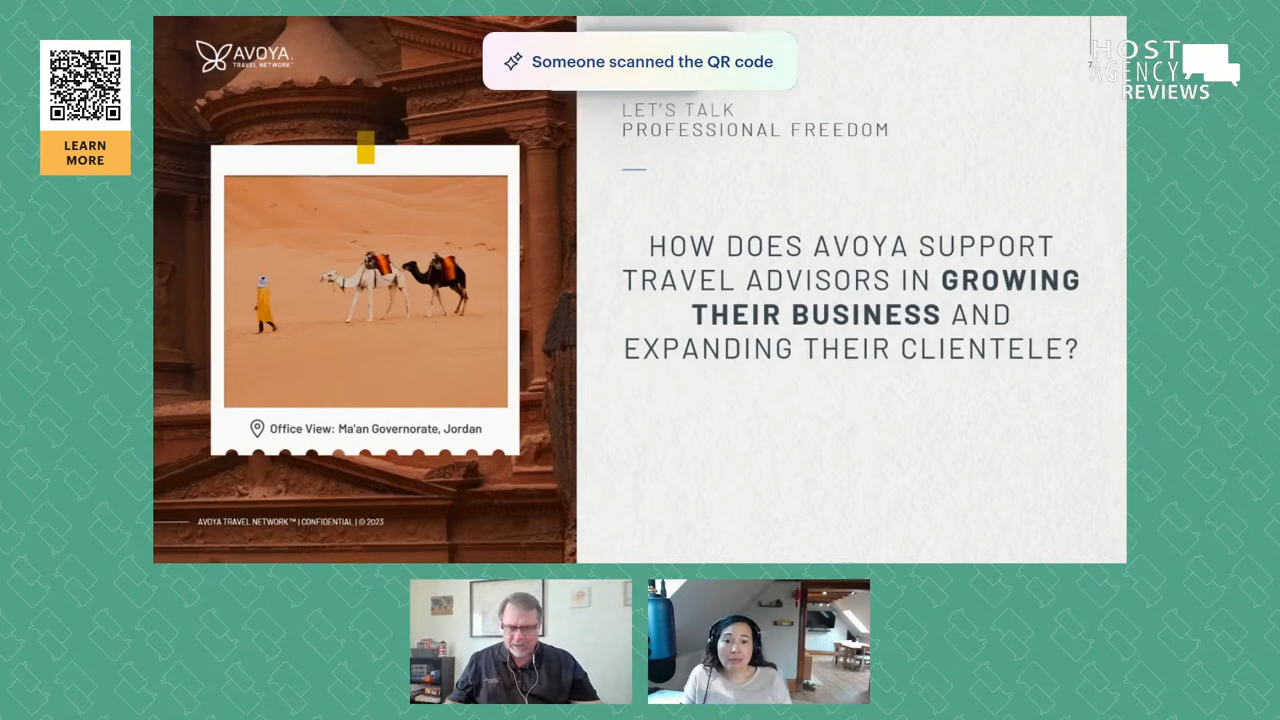 AVOYA
TRAVEL NETWORK™
LEARN
MORE
Someone scanned the QR code
HOST
AGENCY
REVIEWS
7
LET'S TALK
PROFESSIONAL FREEDOM
HOW DOES AVOYA SUPPORT
TRAVEL ADVISORS IN GROWING
THEIR BUSINESS AND
EXPANDING THEIR CLIENTELE?
Office View: Ma'an Governorate, Jordan
AVOYA TRAVEL NETWORK™ | CONFIDENTIAL | © 2023